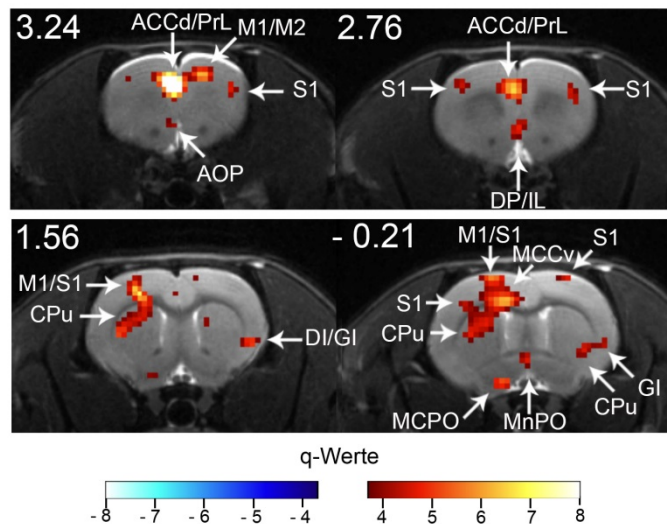 3.24
ACCd/PrL
M1/M2
S1
AOP
2.76
ACCd/PrL
S1
S1
DP/IL
1.56
M1/S1
CPu
DI/GI
- 0.21
M1/S1
MCCv
S1
S1
CPu
GI
CPu
MCPO
MnPO
q-Werte
- 8 - 7 - 6 - 5 - 4
4 5 6 7 8